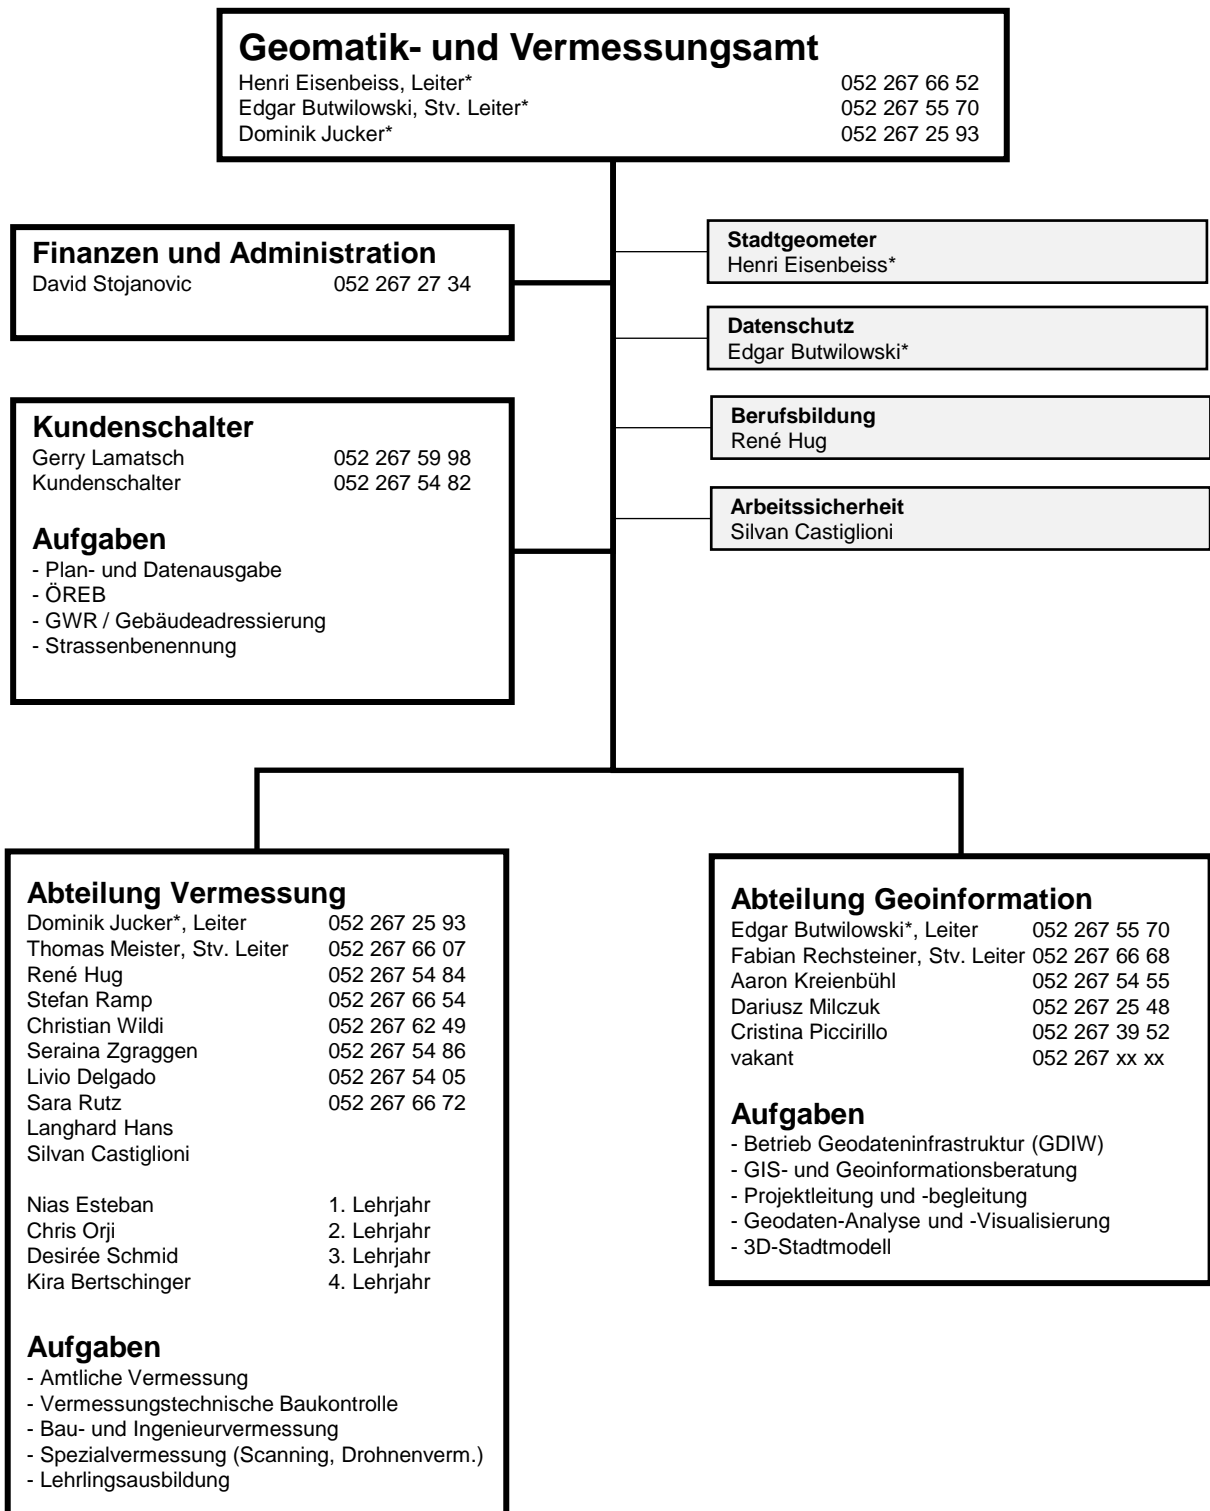 Geomatik- und Vermessungsamt
Henri Eisenbeiss, Leiter* 052 267 66 52
Edgar Butwilowski, Stv. Leiter* 052 267 55 70
Dominik Jucker* 052 267 25 93
Finanzen und Administration
David Stojanovic 052 267 27 34
Stadtgeometer
Henri Eisenbeiss*
Datenschutz
Edgar Butwilowski*
Berufsbildung
René Hug
Arbeitssicherheit
Silvan Castiglioni
Kundenschalter
Gerry Lamatsch 052 267 59 98
Kundenschalter 052 267 54 82
Aufgaben
- Plan- und Datenausgabe
- ÖREB
- GWR / Gebäudeadressierung
- Strassenbenennung
Abteilung Vermessung
Dominik Jucker*, Leiter 052 267 25 93
Thomas Meister, Stv. Leiter 052 267 66 07
René Hug 052 267 54 84
Stefan Ramp 052 267 66 54
Christian Wildi 052 267 62 49
Seraina Zgraggen 052 267 54 86
Livio Delgado 052 267 54 05
Sara Rutz 052 267 66 72
Langhard Hans
Silvan Castiglioni
Nias Esteban 1. Lehrjahr
Chris Orji 2. Lehrjahr
Desirée Schmid 3. Lehrjahr
Kira Bertschinger 4. Lehrjahr
Aufgaben
- Amtliche Vermessung
- Vermessungstechnische Baukontrolle
- Bau- und Ingenieurvermessung
- Spezialvermessung (Scanning, Drohnenverm.)
- Lehrlingsausbildung
Abteilung Geoinformation
Edgar Butwilowski*, Leiter 052 267 55 70
Fabian Rechsteiner, Stv. Leiter 052 267 66 68
Aaron Kreienbühl 052 267 54 55
Dariusz Milczuk 052 267 25 48
Cristina Piccirillo 052 267 39 52
vakant 052 267 xx xx
Aufgaben
- Betrieb Geodateninfrastruktur (GDIW)
- GIS- und Geoinformationsberatung
- Projektleitung und -begleitung
- Geodaten-Analyse und -Visualisierung
- 3D-Stadtmodell